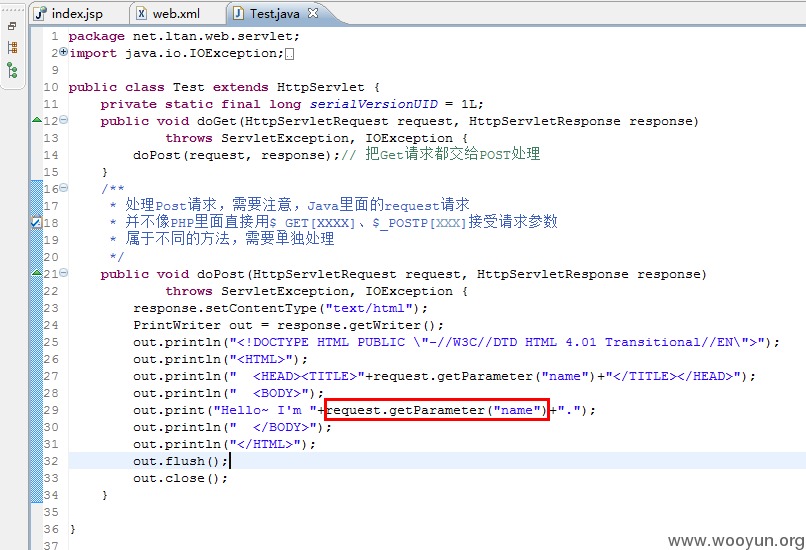 index.jsp web.xml Test.java
1 package net.ltan.web.servlet;
2 import java.io.IOException;
9
10 public class Test extends HttpServlet {
11 private static final long serialVersionUID = 1L;
12 public void doGet(HttpServletRequest request, HttpServletResponse response)
13 throws ServletException, IOException {
14 doPost(request, response);// 把Get请求都交给POST处理
15 }
16 /**
17 * 处理Post请求，需要注意，Java里面的request请求
18 * 并不像PHP里面直接用$_GET[XXXX]、$_POSTP[XXX]接受请求参数
19 * 属于不同的方法，需要单独处理
20 */
21 public void doPost(HttpServletRequest request, HttpServletResponse response)
22 throws ServletException, IOException {
23 response.setContentType("text/html");
24 PrintWriter out = response.getWriter();
25 out.println("<!DOCTYPE HTML PUBLIC \"-//W3C//DTD HTML 4.01 Transitional//EN\">");
26 out.println("<HTML>");
27 out.println("  <HEAD><TITLE>"+request.getParameter("name")+"</TITLE></HEAD>");
28 out.println("  <BODY>");
29 out.print("Hello~ I'm "+request.getParameter("name")+".");
30 out.println("  </BODY>");
31 out.println("</HTML>");
32 out.flush();
33 out.close();
34 }
35
36 }
37
www.wooyun.org